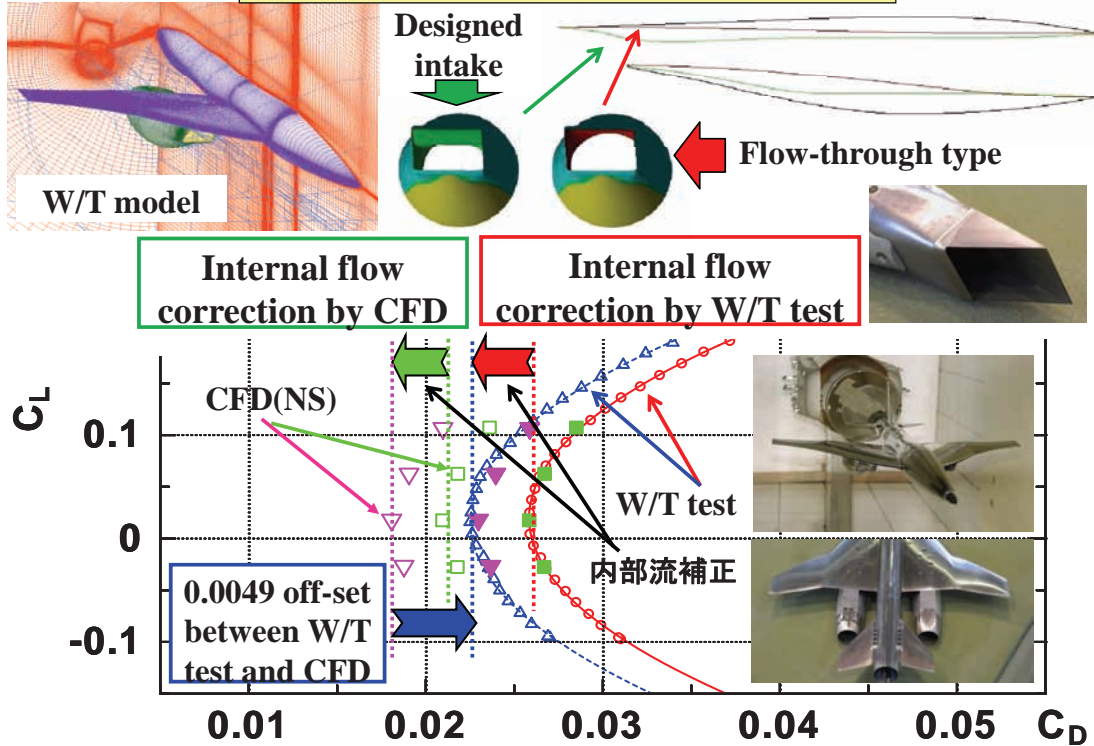 Designed
intake
W/T model
Flow-through type
Internal flow
correction by CFD
Internal flow
correction by W/T test
CFD(NS)
C_L
0.1
0
-0.1
W/T test
内部流補正
0.0049 off-set
between W/T
test and CFD
0.01
0.02
0.03
0.04
0.05
C_D